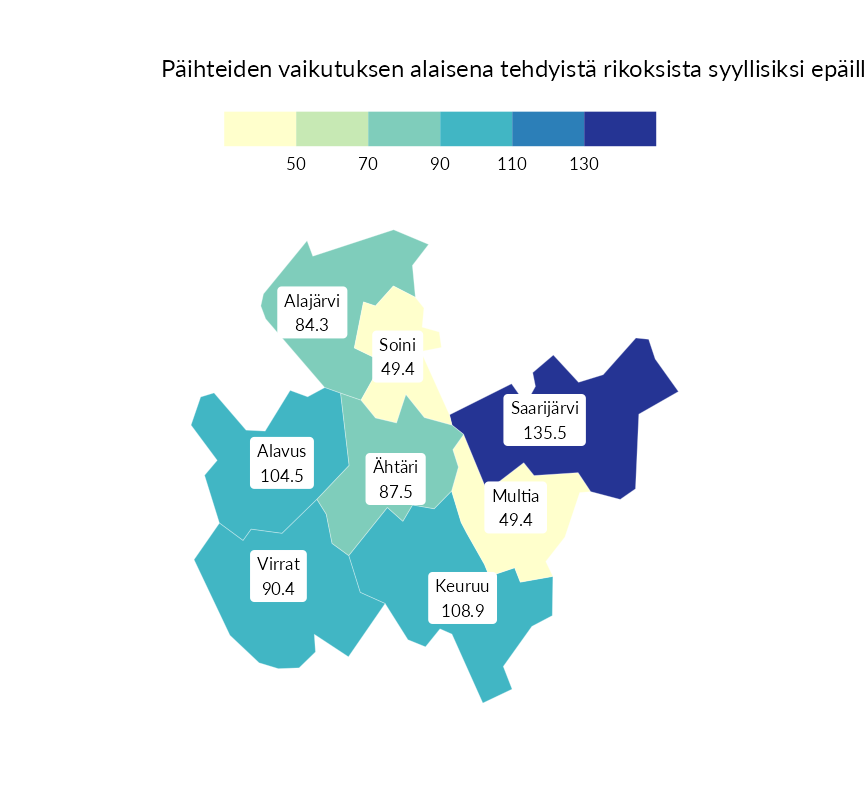 Päihteiden vaikutuksen alaisena tehdyistä rikoksista syyllisiksi epäill
50 70 90 110 130
Alajärvi
84.3
Soini
49.4
Saarijärvi
135.5
Alavus
104.5
Ähtäri
87.5
Multia
49.4
Virrat
90.4
Keuruu
108.9